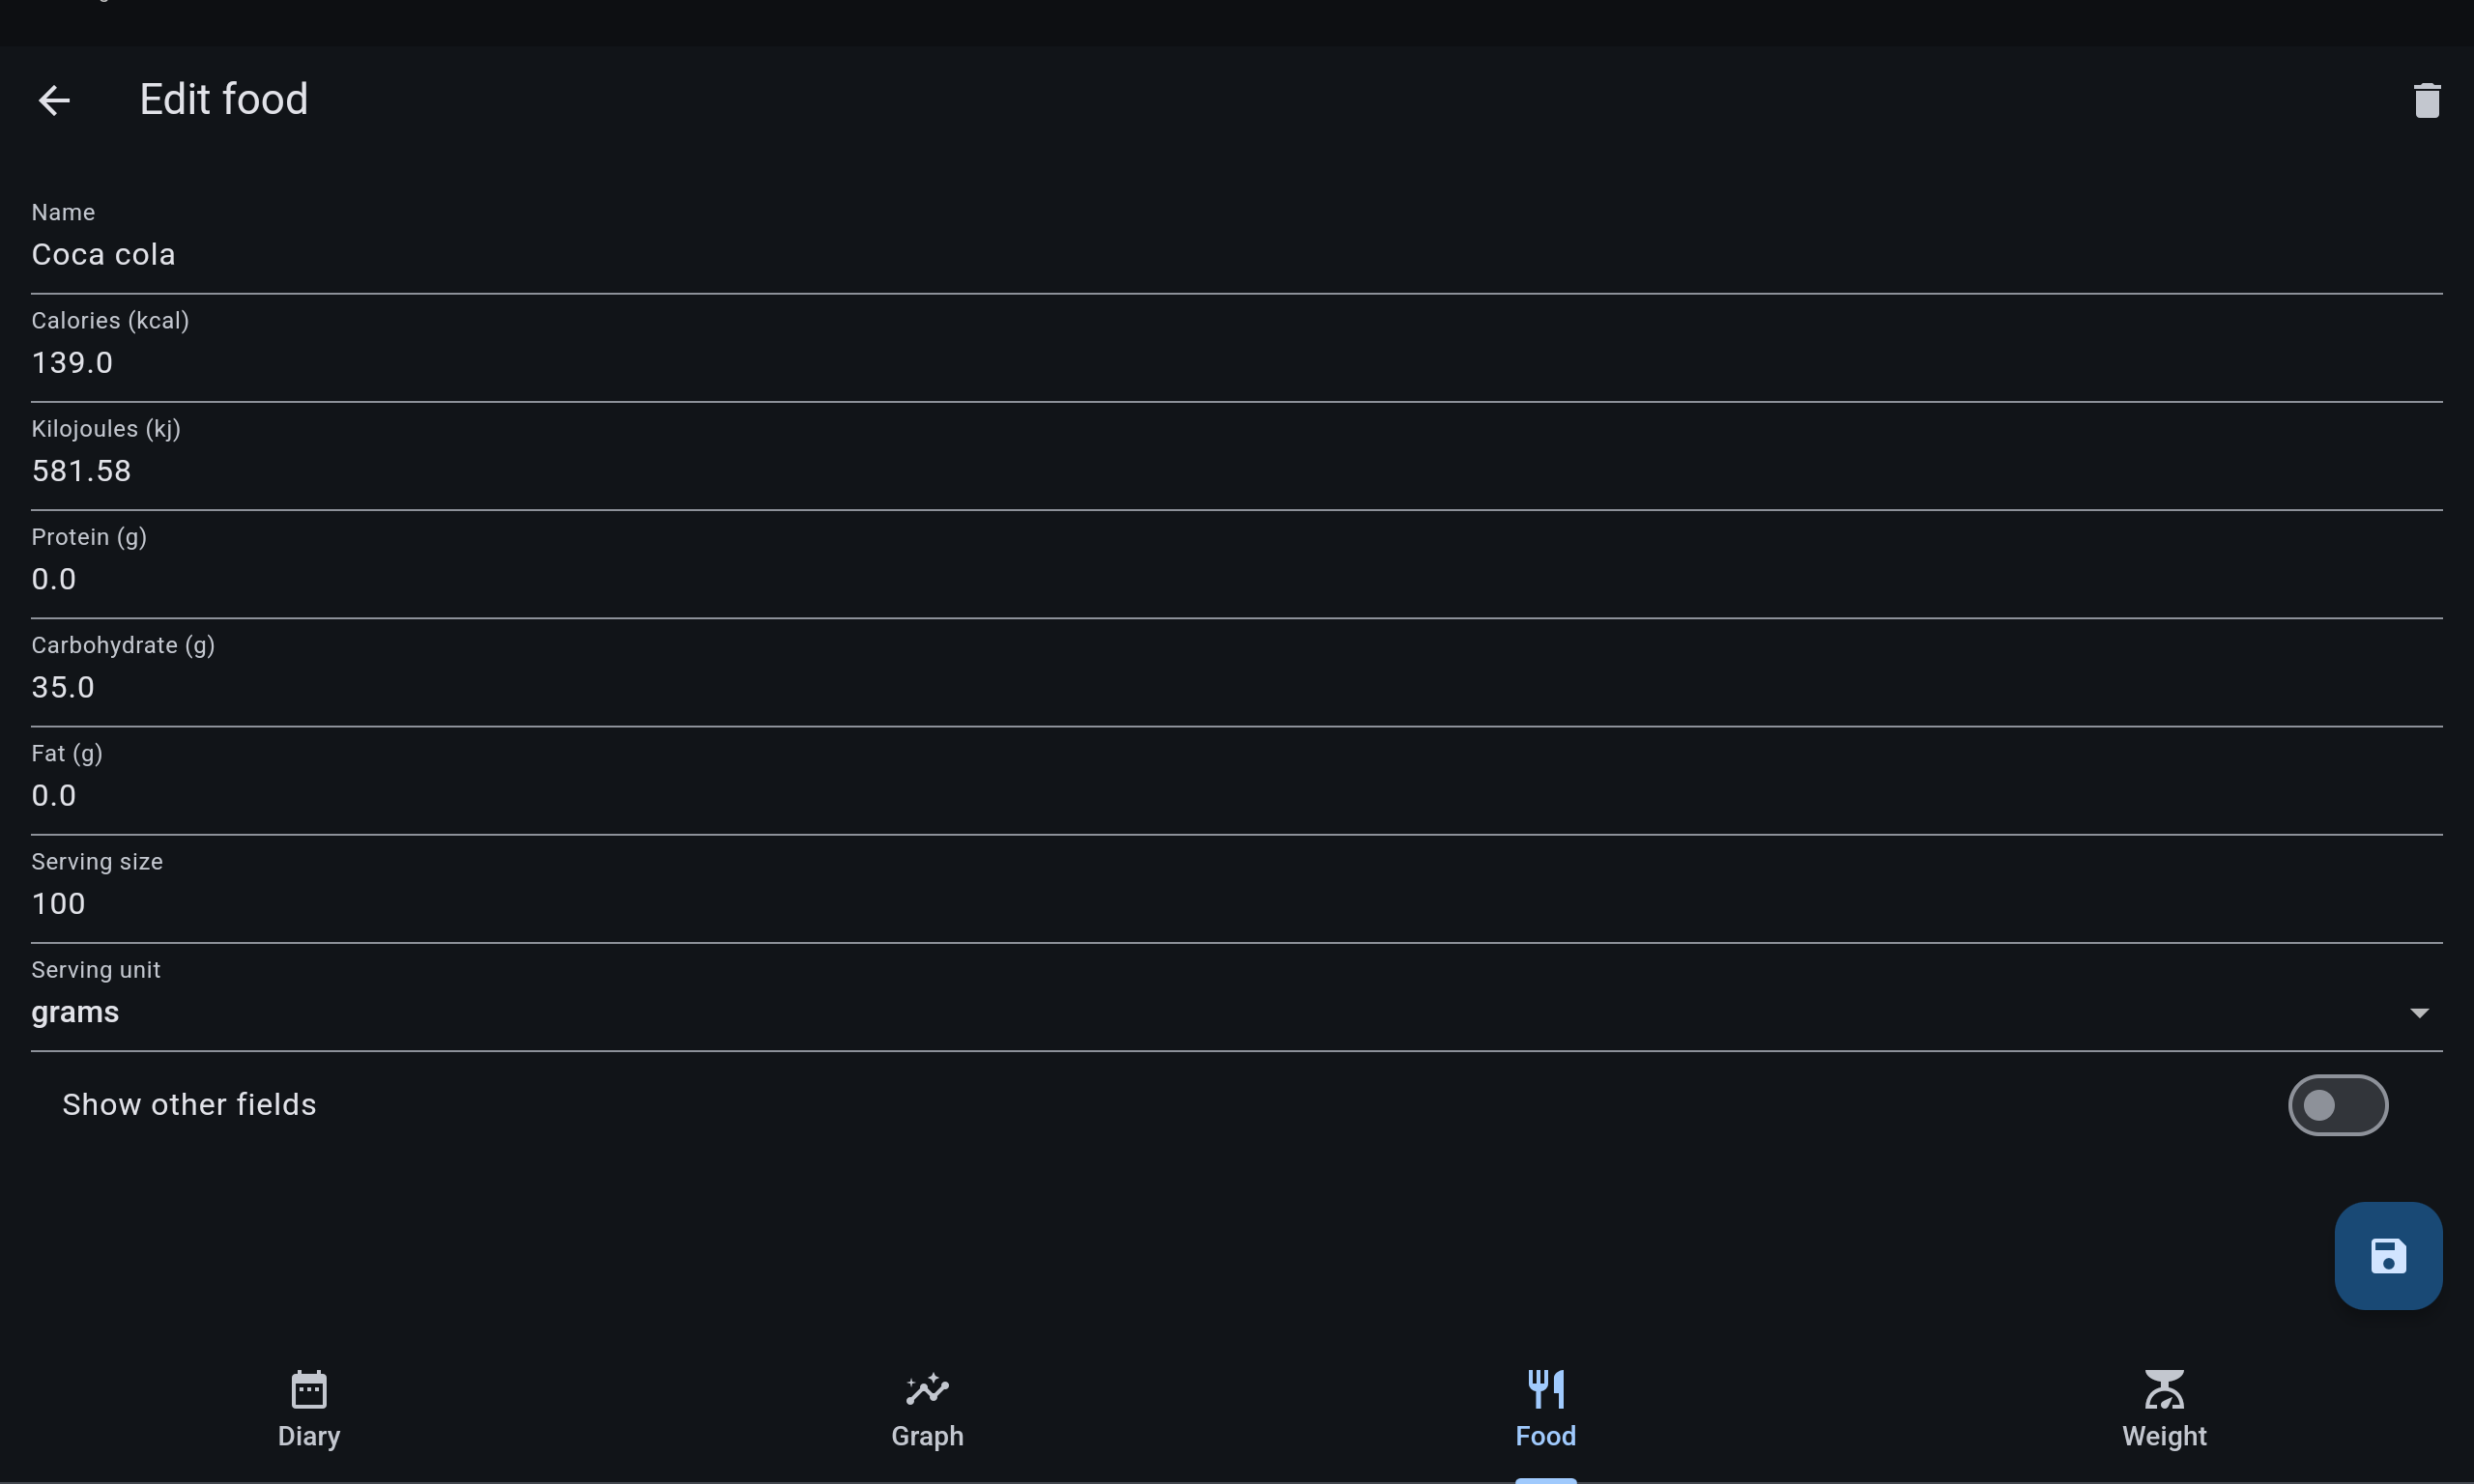 Edit food
Name
Coca cola
Calories (kcal)
139.0
Kilojoules (kj)
581.58
Protein (g)
0.0
Carbohydrate (g)
35.0
Fat (g)
0.0
Serving size
100
Serving unit
grams
Show other fields
Diary
Graph
Food
Weight